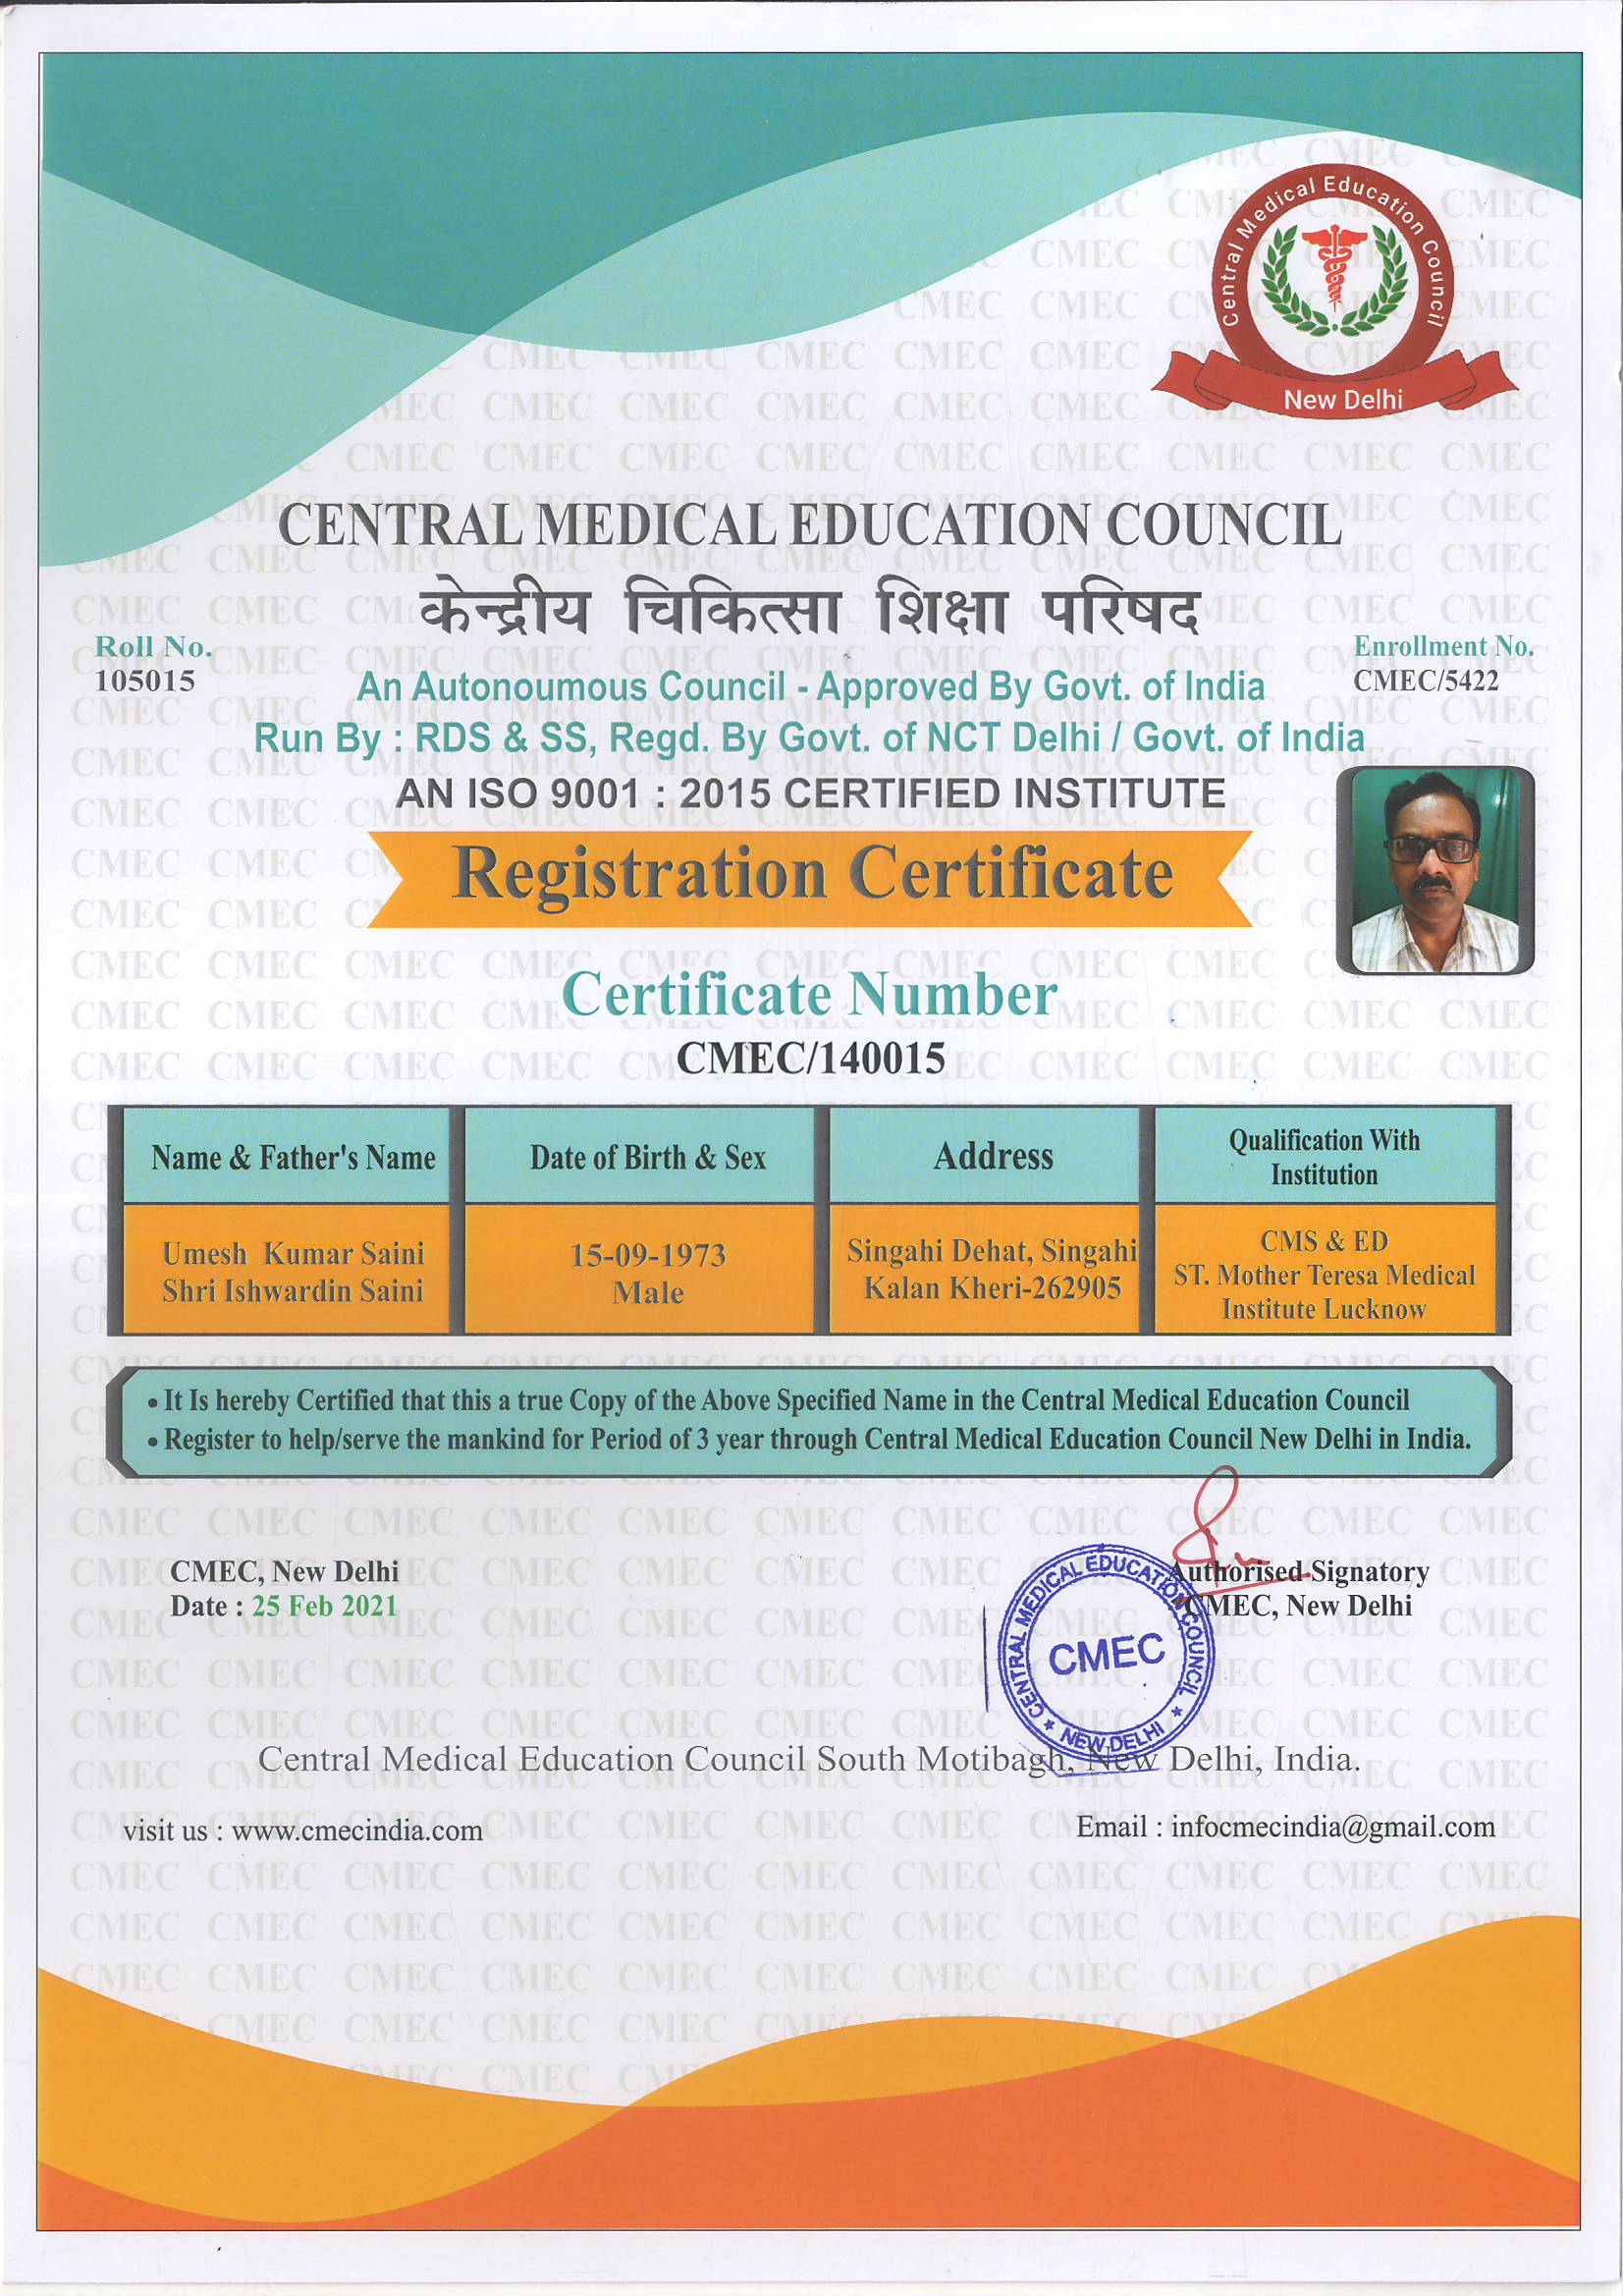 Central Medical Education Council
New Delhi
CENTRAL MEDICAL EDUCATION COUNCIL
केन्द्रीय चिकित्सा शिक्षा परिषद
Roll No.
105015
Enrollment No.
CMEC/5422
An Autonoumous Council - Approved By Govt. of India
Run By : RDS & SS, Regd. By Govt. of NCT Delhi / Govt. of India
AN ISO 9001 : 2015 CERTIFIED INSTITUTE
Registration Certificate
Certificate Number
CMEC/140015
Name & Father's Name
Date of Birth & Sex
Address
Qualification With
Institution
Umesh Kumar Saini
Shri Ishwardin Saini
15-09-1973
Male
Singahi Dehat, Singahi
Kalan Kheri-262905
CMS & ED
ST. Mother Teresa Medical
Institute Lucknow
• It Is hereby Certified that this a true Copy of the Above Specified Name in the Central Medical Education Council
• Register to help/serve the mankind for Period of 3 year through Central Medical Education Council New Delhi in India.
CMEC, New Delhi
Date : 25 Feb 2021
Authorised Signatory
CMEC, New Delhi
CENTRAL MEDICAL EDUCATION COUNCIL
CMEC
★ NEW DELHI ★
Central Medical Education Council South Motibagh, New Delhi, India.
visit us : www.cmecindia.com
Email : infocmecindia@gmail.com